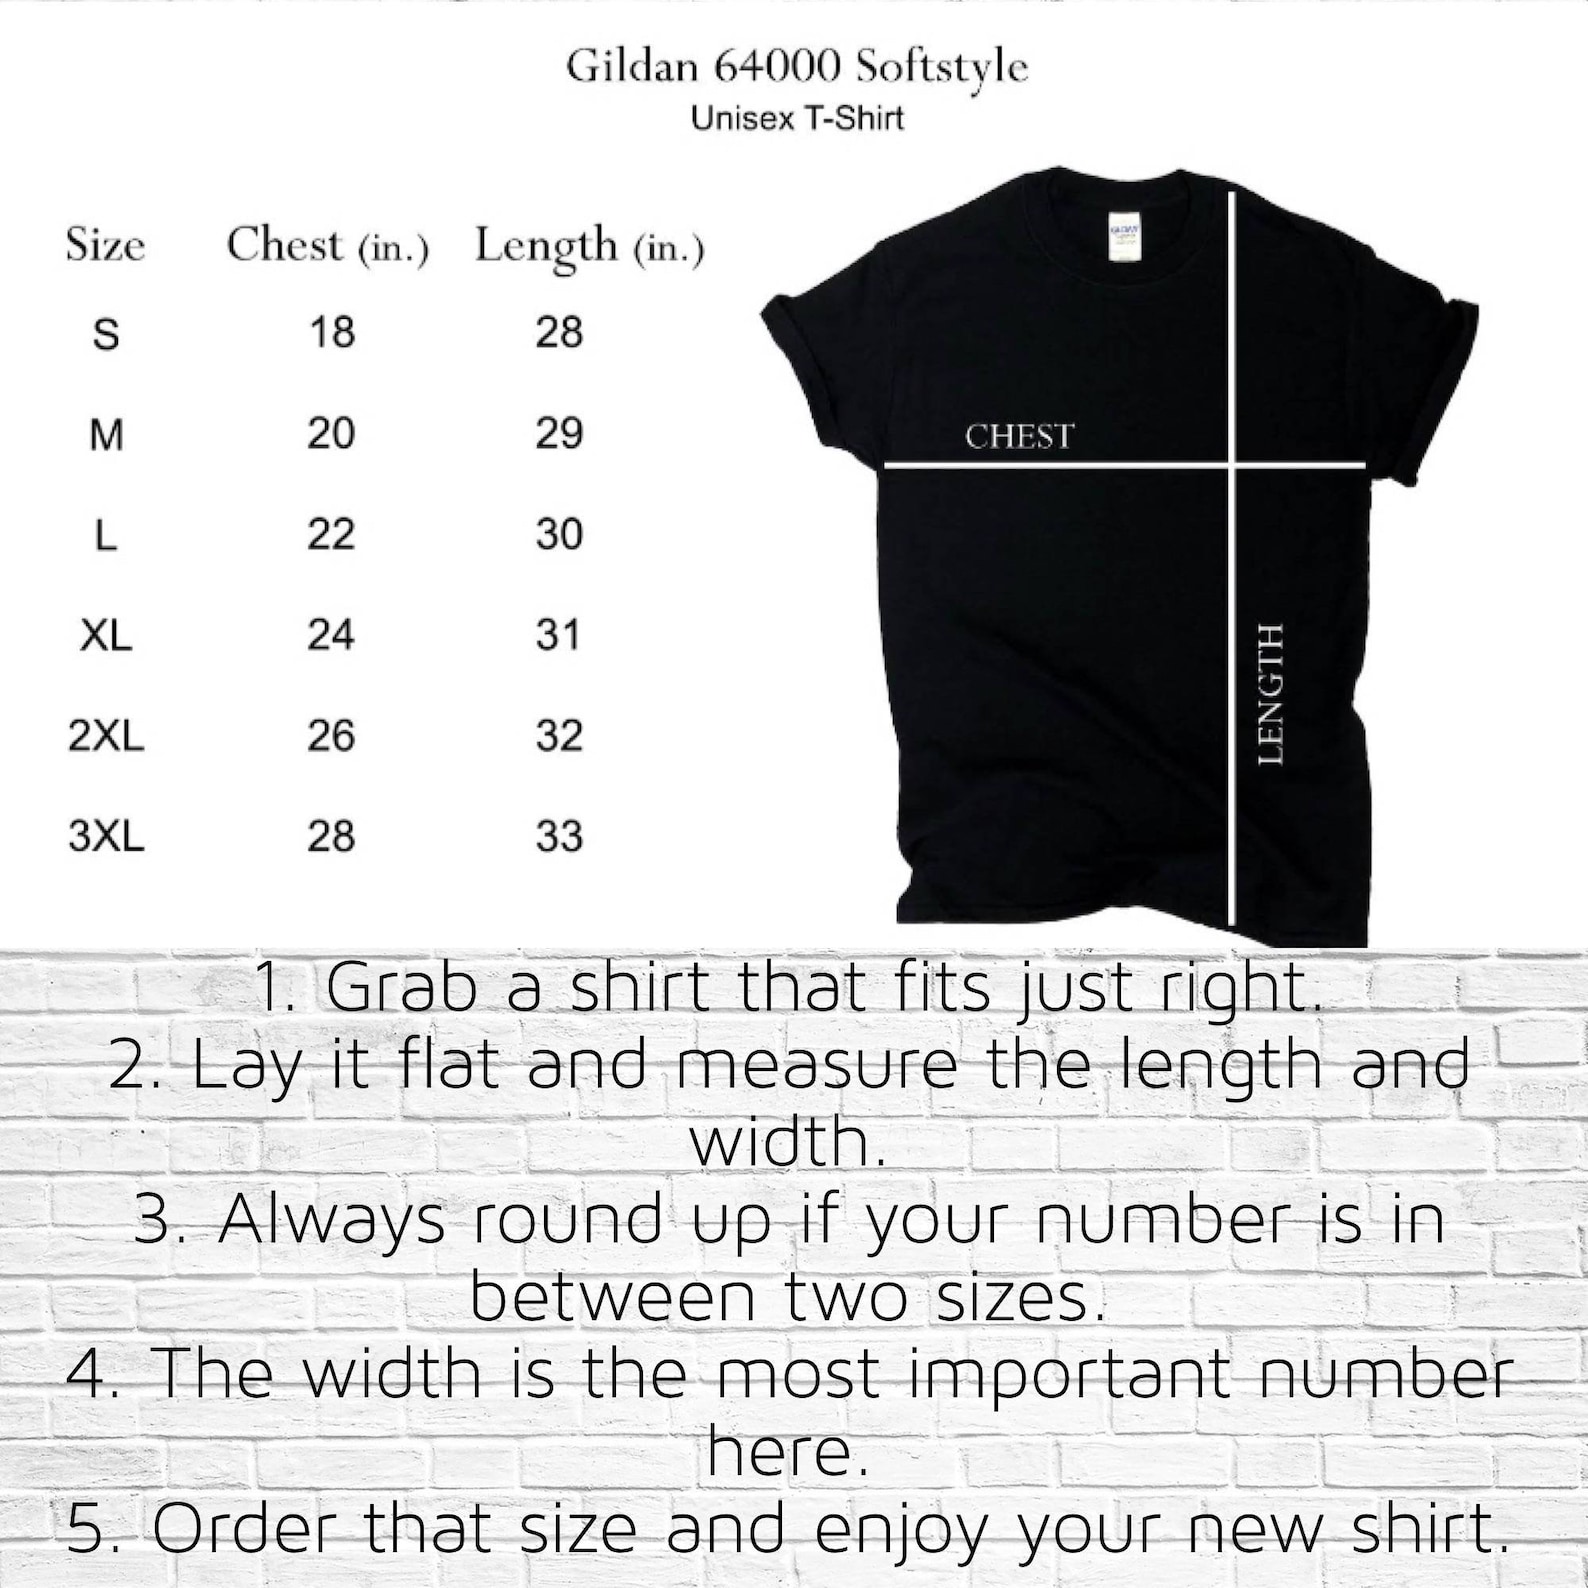 Gildan 64000 Softstyle
Unisex T-Shirt
Size Chest (in.) Length (in.)
S 18 28
M 20 29
L 22 30
XL 24 31
2XL 26 32
3XL 28 33
GILDAN
CHEST
LENGTH
1. Grab a shirt that fits just right.
2. Lay it flat and measure the length and
width.
3. Always round up if your number is in
between two sizes.
4. The width is the most important number
here.
5. Order that size and enjoy your new shirt.